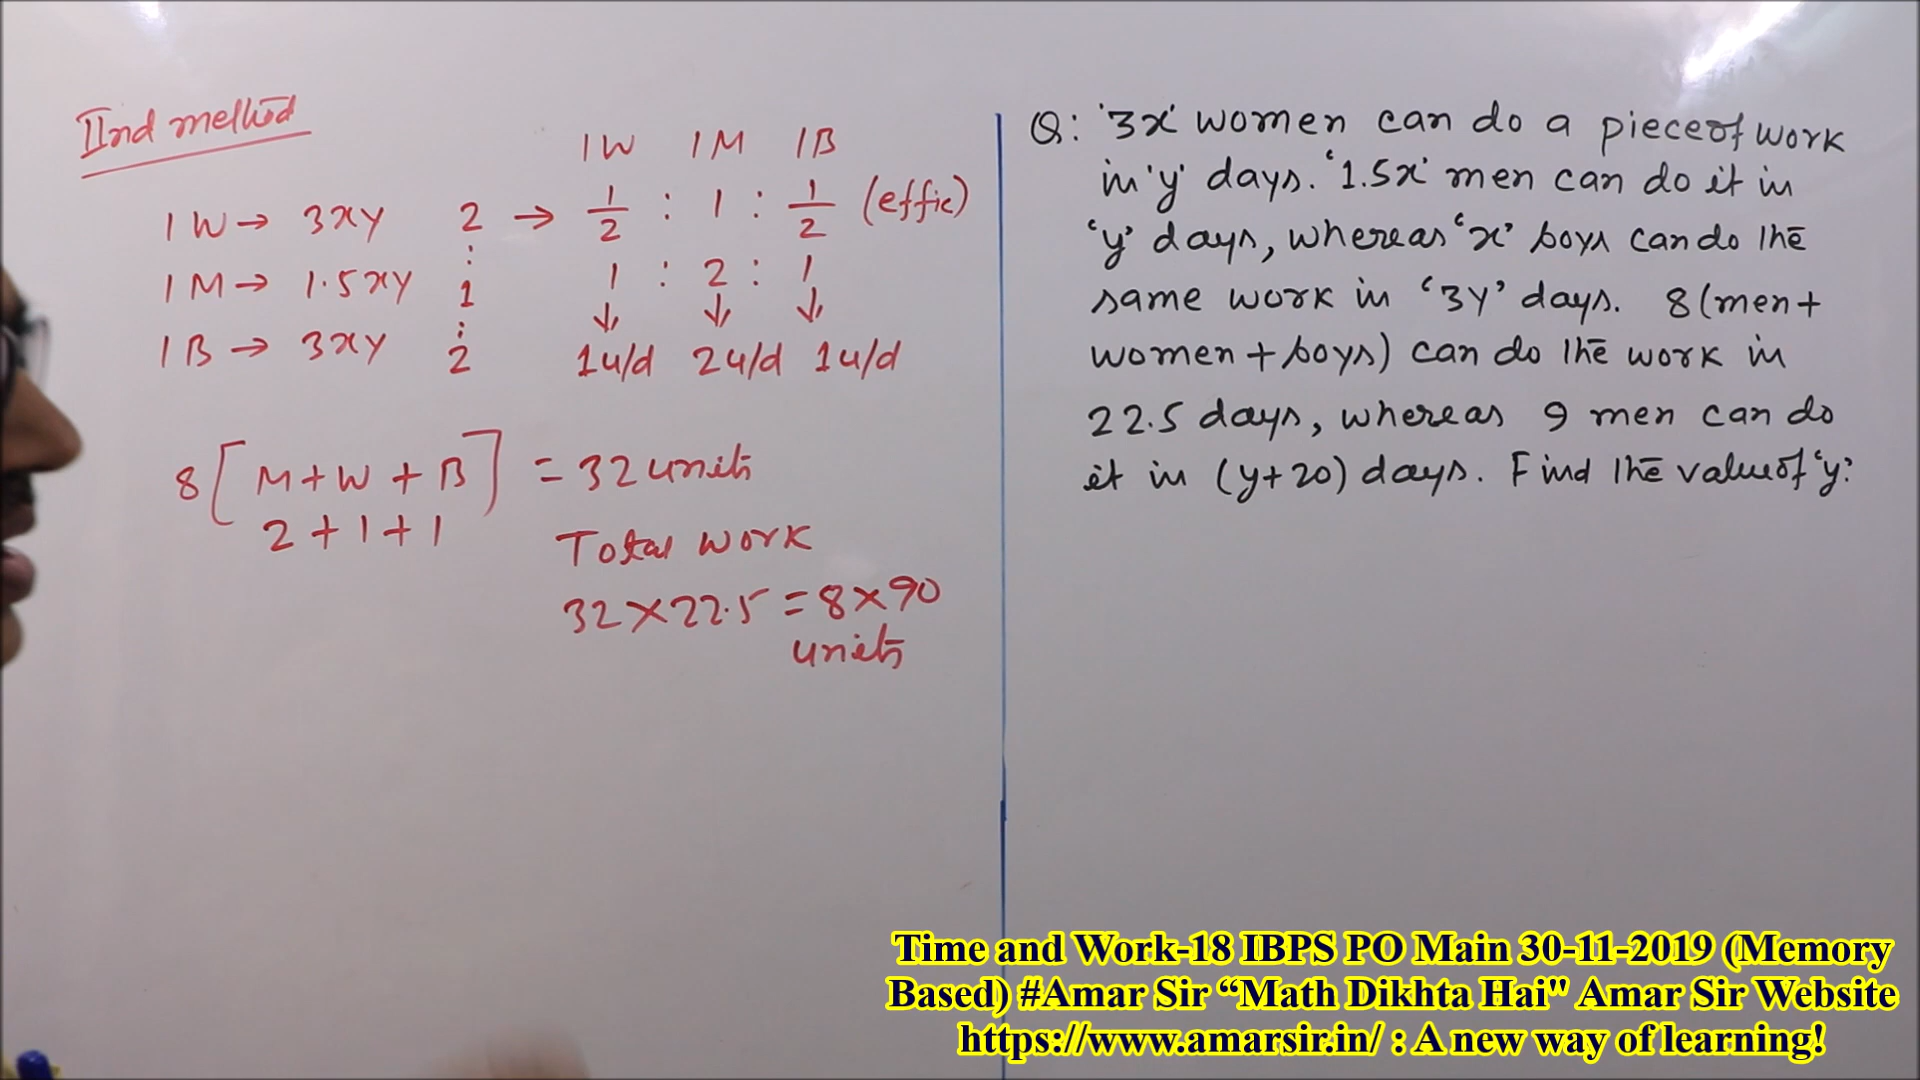 IInd method
1W 1M 1B
1W → 3xy 2 → 1/2 : 1 : 1/2 (effic)
:
1M → 1.5xy 1 1 : 2 : 1
:
1B → 3xy 2 1u/d 2u/d 1u/d
8[M+W+B] = 32 units
2+1+1
Total work
32×22.5 = 8×90
units
Q: '3x' women can do a piece of work
in 'y' days. '1.5x' men can do it in
'y' days, whereas 'x' boys can do the
same work in '3y' days. 8(men+
women+boys) can do the work in
22.5 days, whereas 9 men can do
it in (y+20) days. Find the value of 'y'.
Time and Work-18 IBPS PO Main 30-11-2019 (Memory
Based) #Amar Sir “Math Dikhta Hai" Amar Sir Website
https://www.amarsir.in/ : A new way of learning!